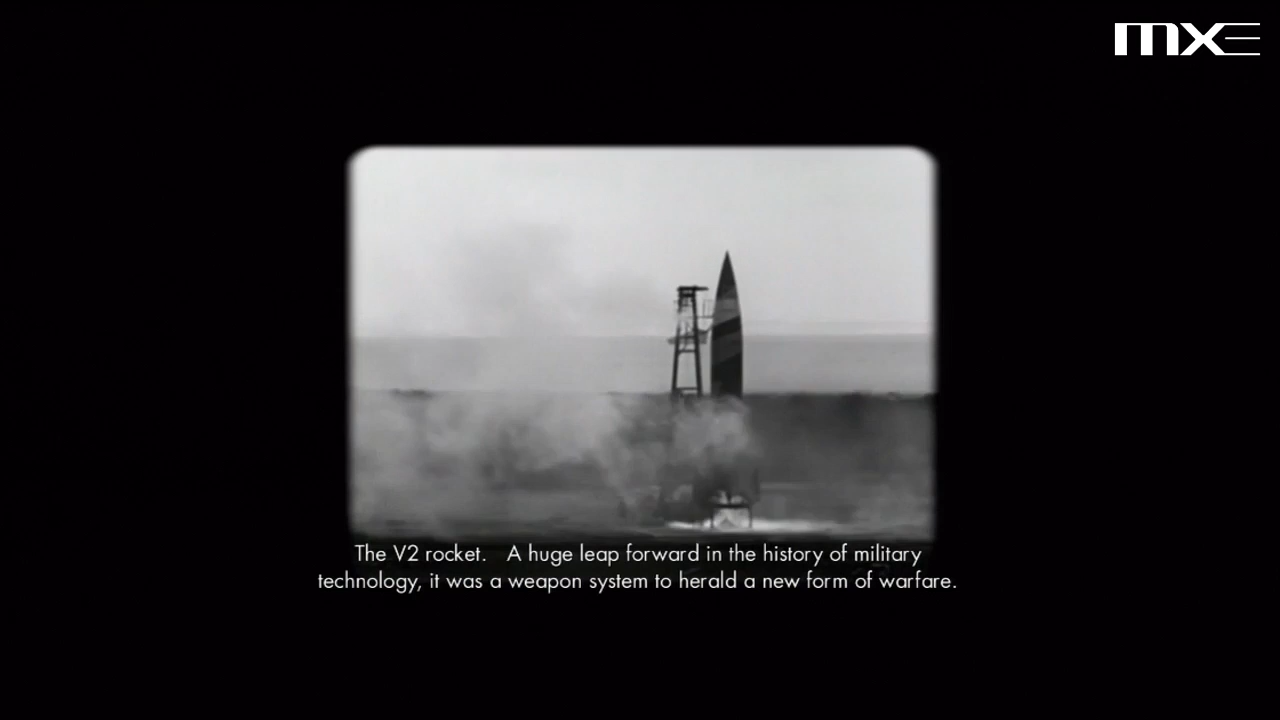 mxE
The V2 rocket. A huge leap forward in the history of military
technology, it was a weapon system to herald a new form of warfare.